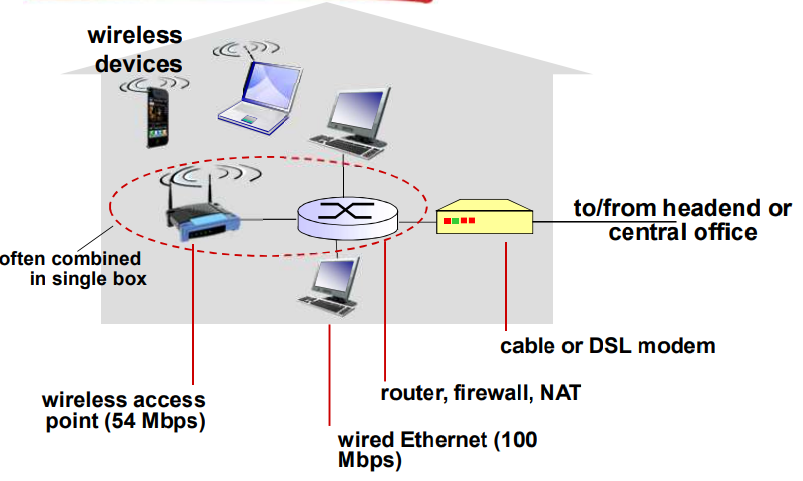 wireless
devices
to/from headend or
central office
often combined
in single box
cable or DSL modem
router, firewall, NAT
wireless access
point (54 Mbps)
wired Ethernet (100
Mbps)